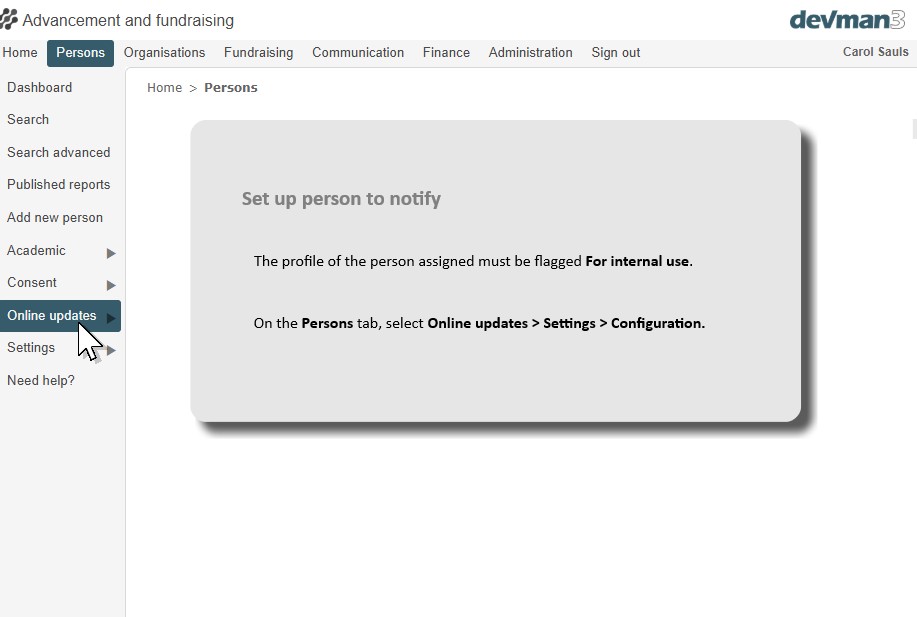 Advancement and fundraising
devman3
Home Persons Organisations Fundraising Communication Finance Administration Sign out Carol Sauls
Dashboard
Search
Search advanced
Published reports
Add new person
Academic
Consent
Online updates
Settings
Need help?
Home > Persons
Set up person to notify
The profile of the person assigned must be flagged For internal use.
On the Persons tab, select Online updates > Settings > Configuration.